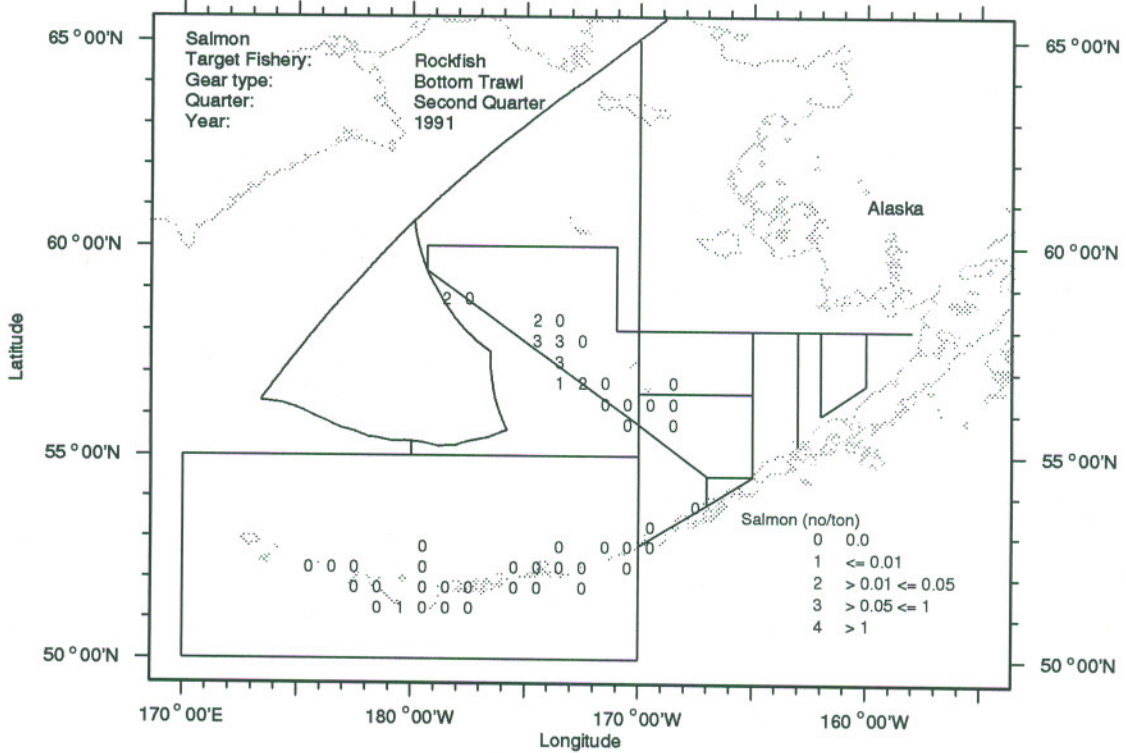 65 °00'N
65 °00'N
Salmon
Target Fishery: Rockfish
Gear type: Bottom Trawl
Quarter: Second Quarter
Year: 1991
Alaska
60 °00'N
60 °00'N
2 0
2 0
3 3 0
3
1 2 0 0
0 0 0 0
0 0
Latitude
55 °00'N
55 °00'N
0
0
0 0 0 0 0 0
0 0 0 0 0 0 0 0 0
0 0 0 0 0 0 0 0 0
0 1 0 0 0
Salmon (no/ton)
0 0.0
1 <= 0.01
2 > 0.01 <= 0.05
3 > 0.05 <= 1
4 > 1
50 °00'N
50 °00'N
170 °00'E
180 °00'W
170 °00'W
160 °00'W
Longitude